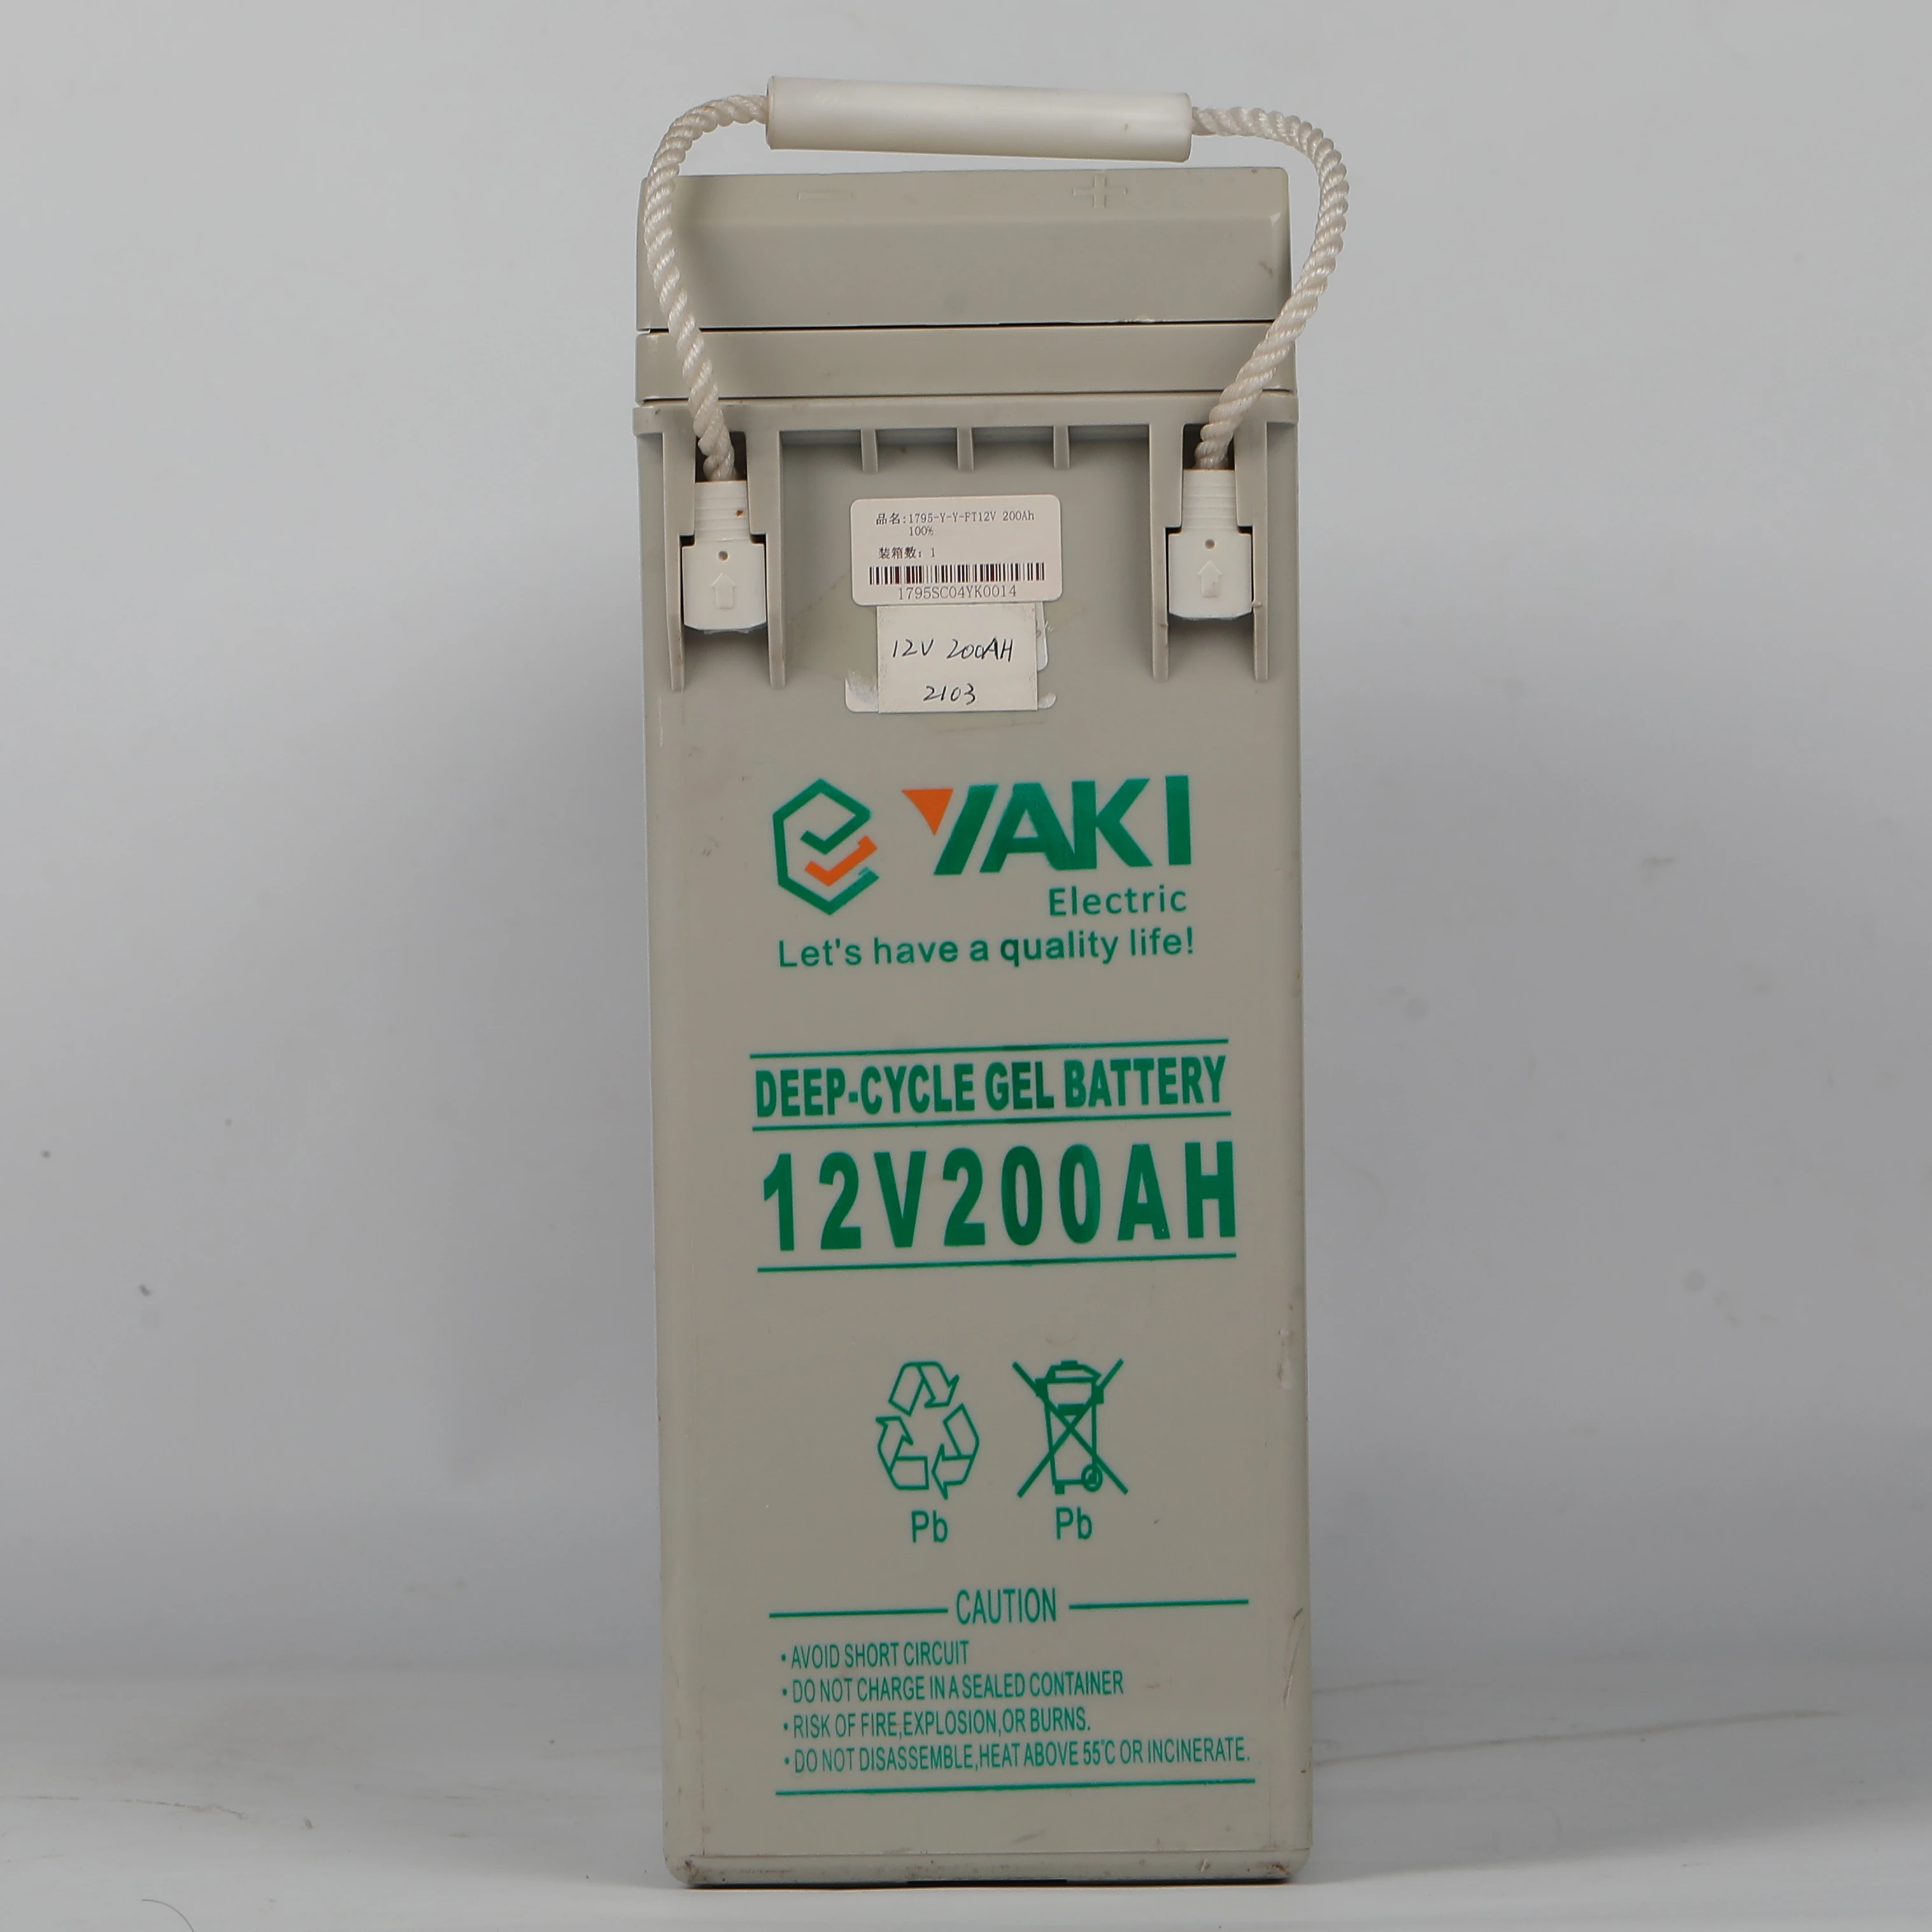 品名:1795-Y-Y-FT12V 200Ah
100%
装箱数: 1
1795SC04YK0014
12V 200AH
2103
YAKI
Electric
Let's have a quality life!
DEEP-CYCLE GEL BATTERY
12V200AH
Pb Pb
CAUTION
• AVOID SHORT CIRCUIT
• DO NOT CHARGE IN A SEALED CONTAINER
• RISK OF FIRE,EXPLOSION,OR BURNS.
• DO NOT DISASSEMBLE,HEAT ABOVE 55℃ OR INCINERATE.